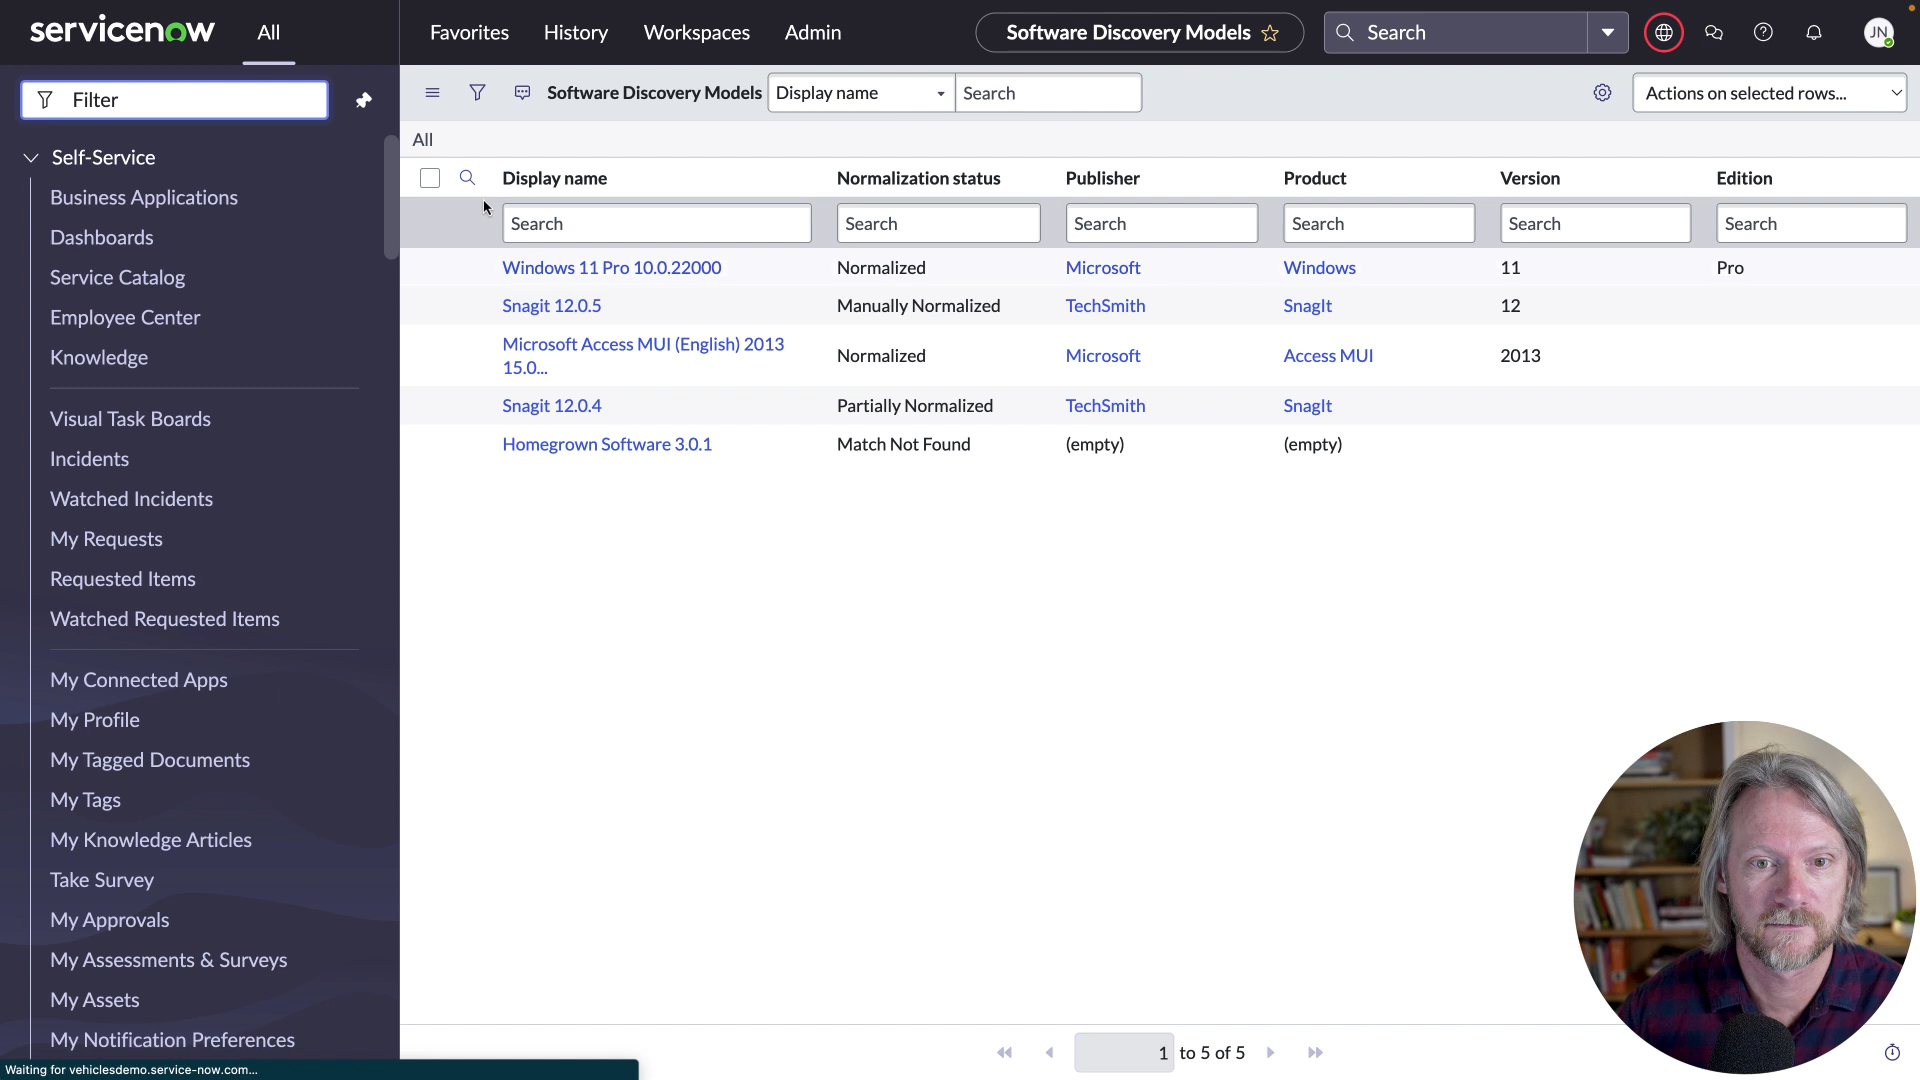 servicenow
All
Favorites
History
Workspaces
Admin
Software Discovery Models
Search
JN
Filter
Software Discovery Models
Display name
Search
Actions on selected rows...
All
Self-Service
Business Applications
Dashboards
Service Catalog
Employee Center
Knowledge
Visual Task Boards
Incidents
Watched Incidents
My Requests
Requested Items
Watched Requested Items
My Connected Apps
My Profile
My Tagged Documents
My Tags
My Knowledge Articles
Take Survey
My Approvals
My Assessments & Surveys
My Assets
My Notification Preferences
Display name Normalization status Publisher Product Version Edition
Search Search Search Search Search Search
Windows 11 Pro 10.0.22000 Normalized Microsoft Windows 11 Pro
Snagit 12.0.5 Manually Normalized TechSmith SnagIt 12
Microsoft Access MUI (English) 2013
15.0... Normalized Microsoft Access MUI 2013
Snagit 12.0.4 Partially Normalized TechSmith SnagIt
Homegrown Software 3.0.1 Match Not Found (empty) (empty)
1 to 5 of 5
Waiting for vehiclesdemo.service-now.com...